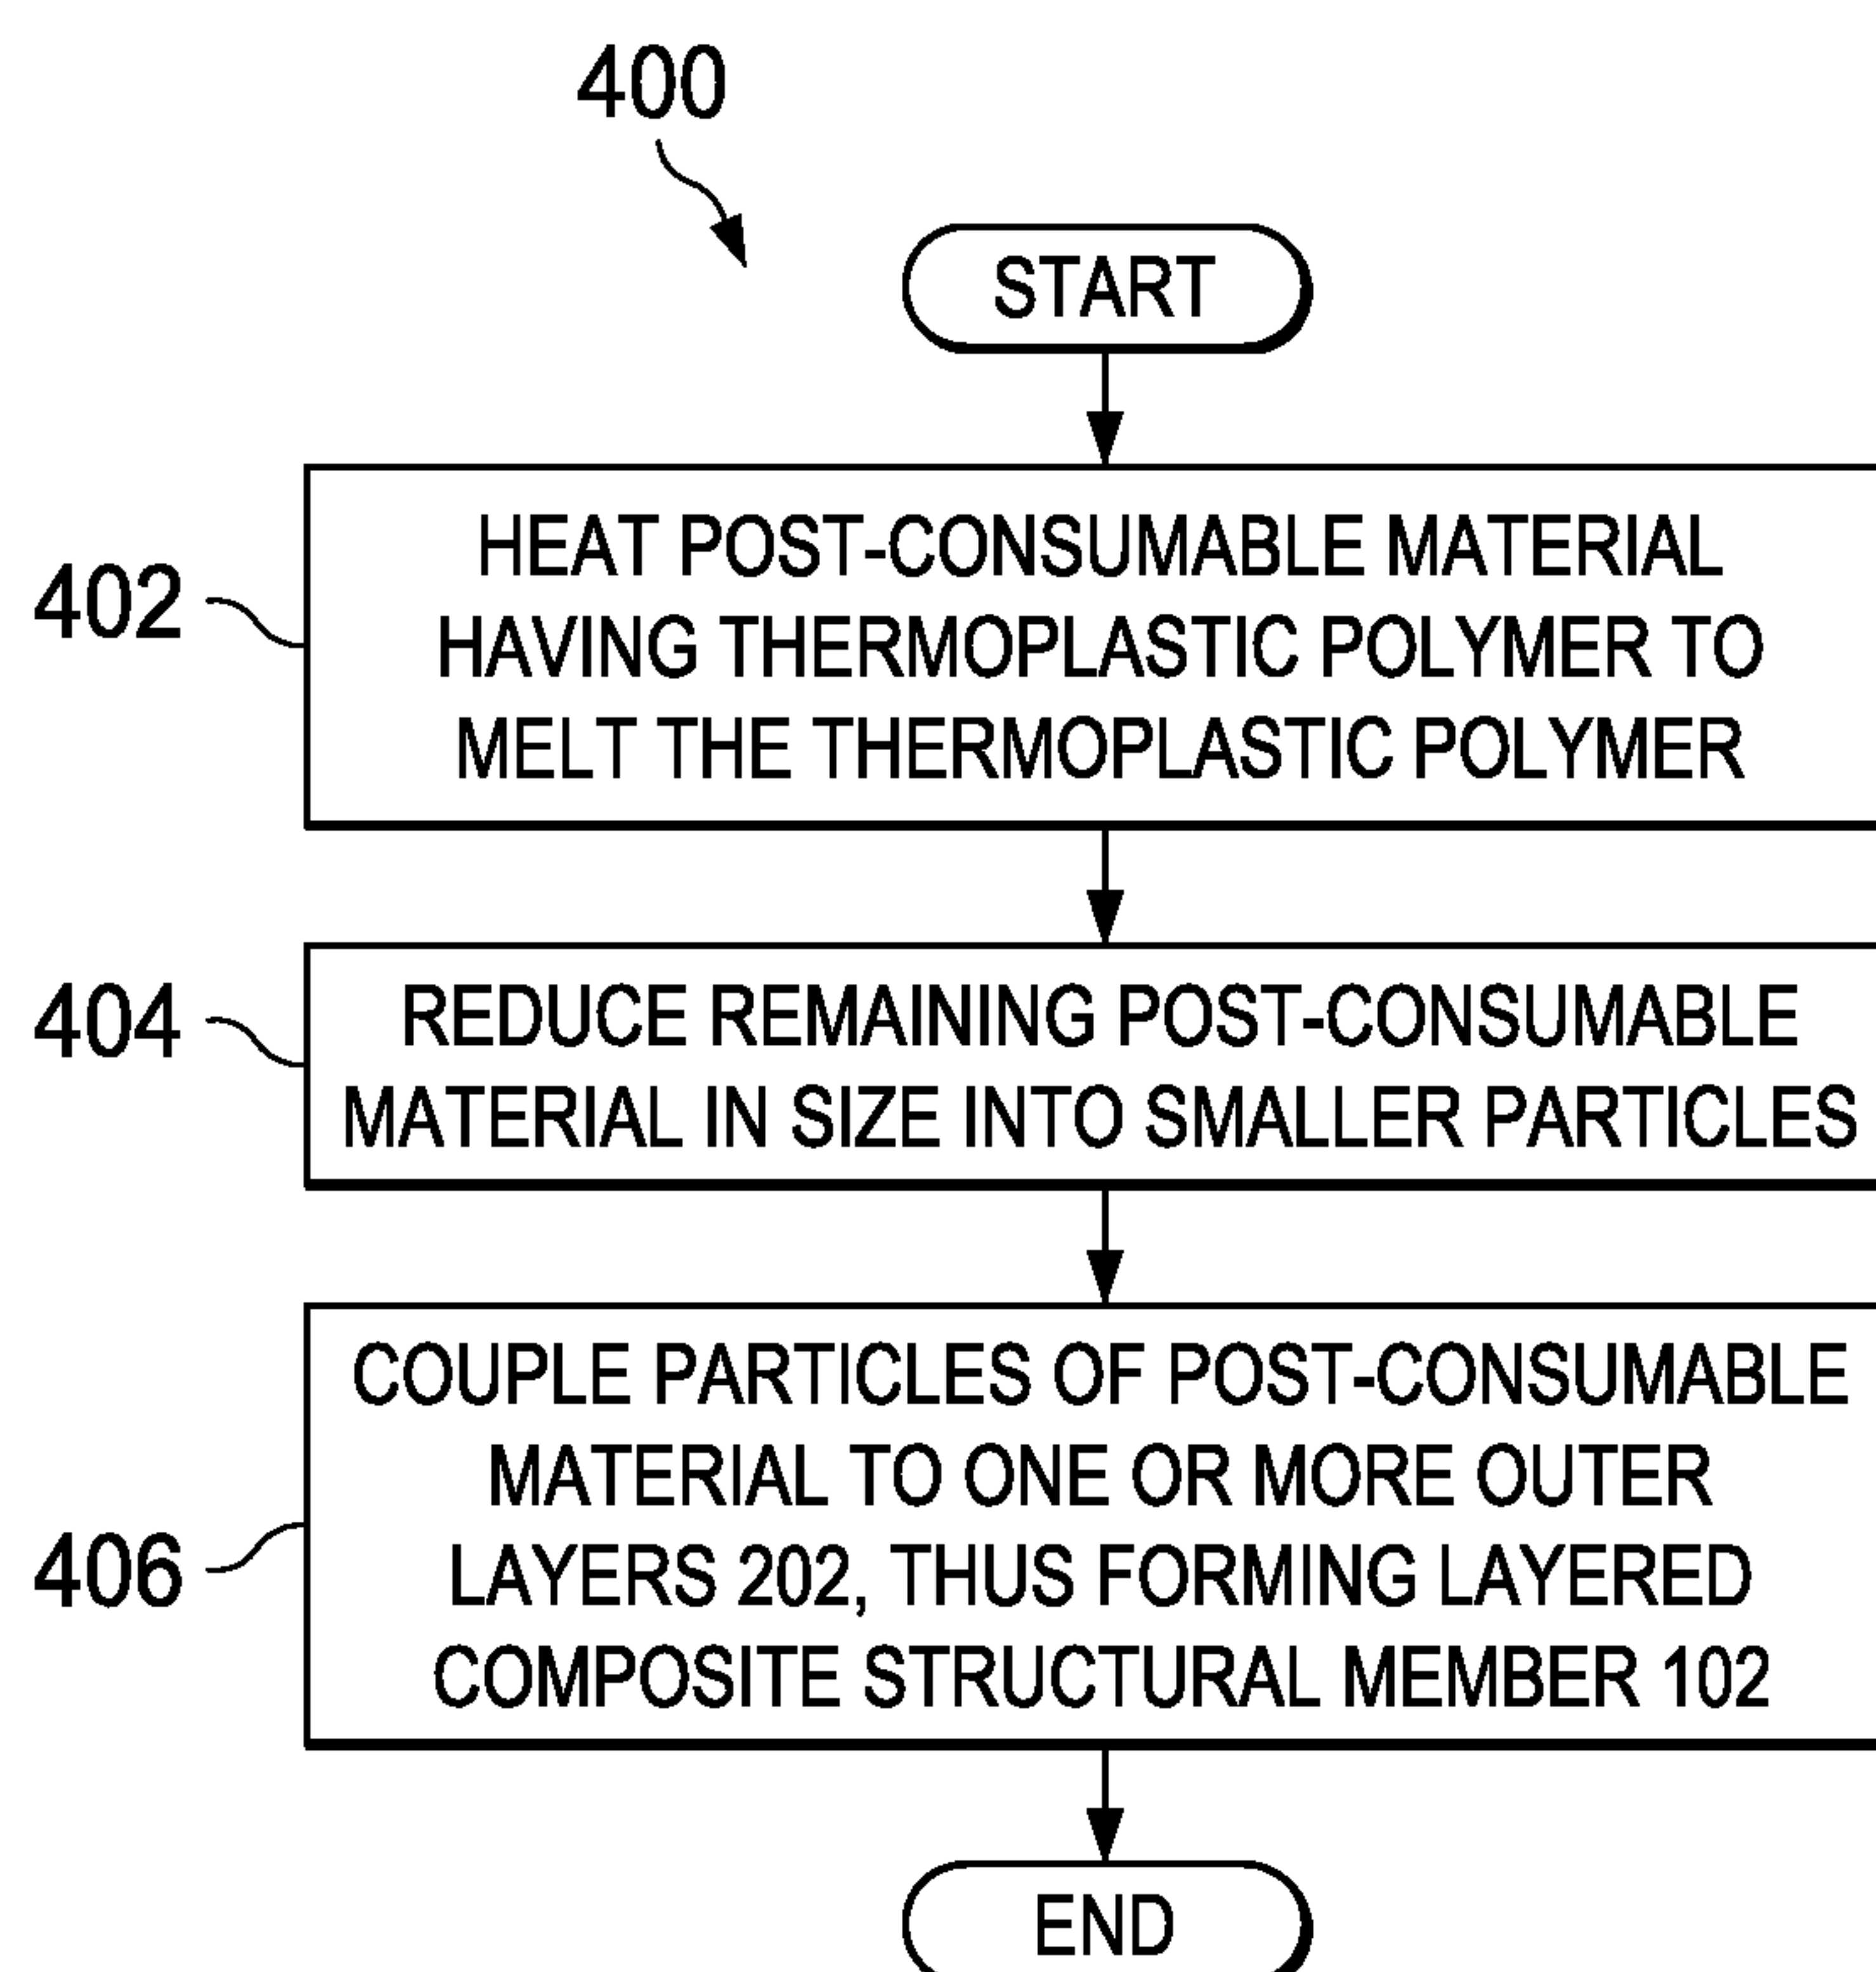 400
START
402
HEAT POST-CONSUMABLE MATERIAL
HAVING THERMOPLASTIC POLYMER TO
MELT THE THERMOPLASTIC POLYMER
404
REDUCE REMAINING POST-CONSUMABLE
MATERIAL IN SIZE INTO SMALLER PARTICLES
406
COUPLE PARTICLES OF POST-CONSUMABLE
MATERIAL TO ONE OR MORE OUTER
LAYERS 202, THUS FORMING LAYERED
COMPOSITE STRUCTURAL MEMBER 102
END